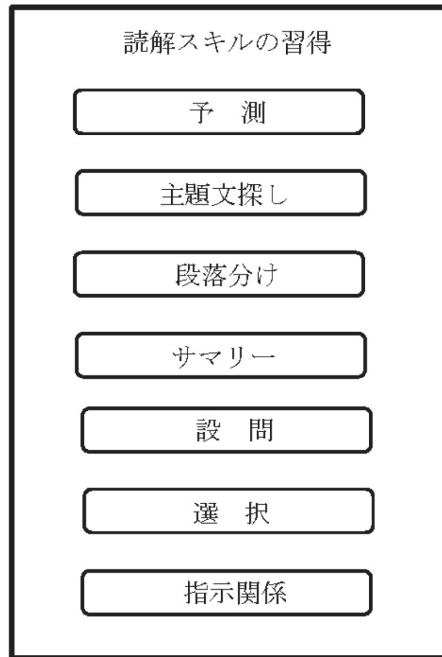 読解スキルの習得
予　測
主題文探し
段落分け
サマリー
設　問
選　択
指示関係